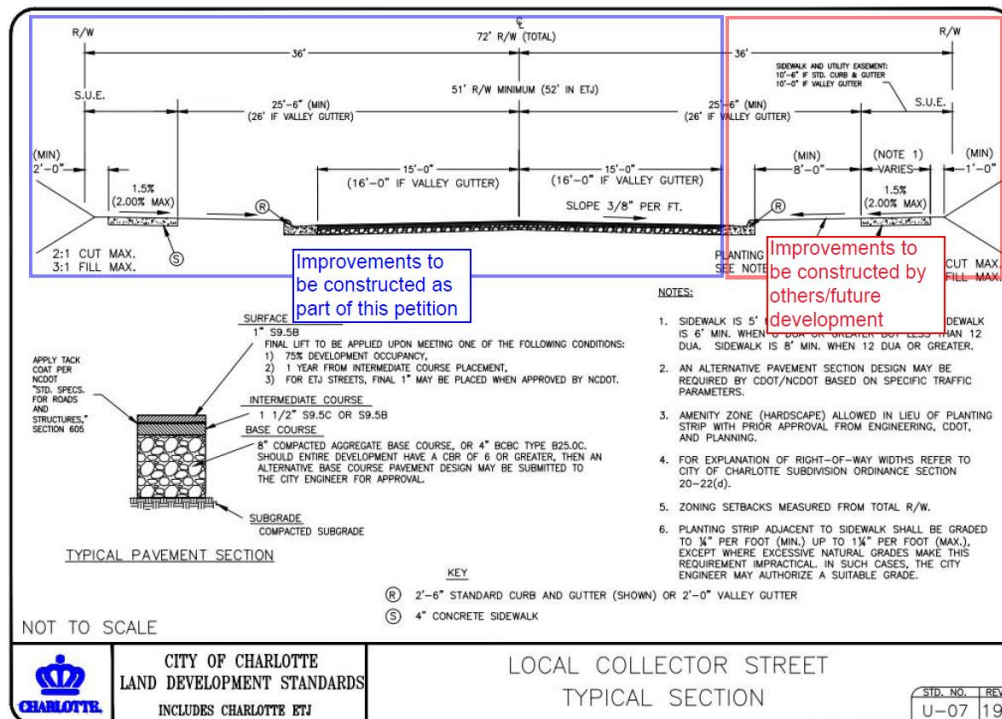 ℄
R/W
72' R/W (TOTAL)
R/W
36'
36'
SIDEWALK AND UTILITY EASEMENT:
10'-6" IF STD. CURB & GUTTER
10'-0" IF VALLEY GUTTER
51' R/W MINIMUM (52' IN ETJ)
S.U.E.
S.U.E.
25'-6" (MIN)
(26' IF VALLEY GUTTER)
25'-6" (MIN)
(26' IF VALLEY GUTTER)
(MIN)
2'-0"
15'-0"
(16'-0" IF VALLEY GUTTER)
15'-0"
(16'-0" IF VALLEY GUTTER)
(MIN)
8'-0"
(NOTE 1)
VARIES
(MIN)
1'-0"
1.5%
(2.00% MAX)
R
SLOPE 3/8" PER FT.
R
1.5%
(2.00% MAX)
S
2:1 CUT MAX.
3:1 FILL MAX.
Improvements to
be constructed as
part of this petition
PLANTING
SEE NOTE
Improvements to
be constructed by
others/future
development
CUT MAX.
FILL MAX.
SURFACE
1" S9.5B
FINAL LIFT TO BE APPLIED UPON MEETING ONE OF THE FOLLOWING CONDITIONS:
1) 75% DEVELOPMENT OCCUPANCY,
2) 1 YEAR FROM INTERMEDIATE COURSE PLACEMENT,
3) FOR ETJ STREETS, FINAL 1" MAY BE PLACED WHEN APPROVED BY NCDOT.
APPLY TACK
COAT PER
NCDOT
"STD. SPECS.
FOR ROADS
AND
STRUCTURES,"
SECTION 605
INTERMEDIATE COURSE
1 1/2" S9.5C OR S9.5B
BASE COURSE
8" COMPACTED AGGREGATE BASE COURSE, OR 4" BCBC TYPE B25.0C.
SHOULD ENTIRE DEVELOPMENT HAVE A CBR OF 6 OR GREATER, THEN AN
ALTERNATIVE BASE COURSE PAVEMENT DESIGN MAY BE SUBMITTED TO
THE CITY ENGINEER FOR APPROVAL.
SUBGRADE
COMPACTED SUBGRADE
TYPICAL PAVEMENT SECTION
NOTES:
1. SIDEWALK IS 5' DEWALK
IS 6' MIN. WHEN 8 DUA OR GREATER BUT LESS THAN 12
DUA. SIDEWALK IS 8' MIN. WHEN 12 DUA OR GREATER.
2. AN ALTERNATIVE PAVEMENT SECTION DESIGN MAY BE
REQUIRED BY CDOT/NCDOT BASED ON SPECIFIC TRAFFIC
PARAMETERS.
3. AMENITY ZONE (HARDSCAPE) ALLOWED IN LIEU OF PLANTING
STRIP WITH PRIOR APPROVAL FROM ENGINEERING, CDOT,
AND PLANNING.
4. FOR EXPLANATION OF RIGHT-OF-WAY WIDTHS REFER TO
CITY OF CHARLOTTE SUBDIVISION ORDINANCE SECTION
20-22(d).
5. ZONING SETBACKS MEASURED FROM TOTAL R/W.
6. PLANTING STRIP ADJACENT TO SIDEWALK SHALL BE GRADED
TO ¼" PER FOOT (MIN.) UP TO 1¼" PER FOOT (MAX.),
EXCEPT WHERE EXCESSIVE NATURAL GRADES MAKE THIS
REQUIREMENT IMPRACTICAL. IN SUCH CASES, THE CITY
ENGINEER MAY AUTHORIZE A SUITABLE GRADE.
KEY
R 2'-6" STANDARD CURB AND GUTTER (SHOWN) OR 2'-0" VALLEY GUTTER
S 4" CONCRETE SIDEWALK
NOT TO SCALE
CHARLOTTE.
CITY OF CHARLOTTE
LAND DEVELOPMENT STANDARDS
INCLUDES CHARLOTTE ETJ
LOCAL COLLECTOR STREET
TYPICAL SECTION
STD. NO. REV
U-07 19